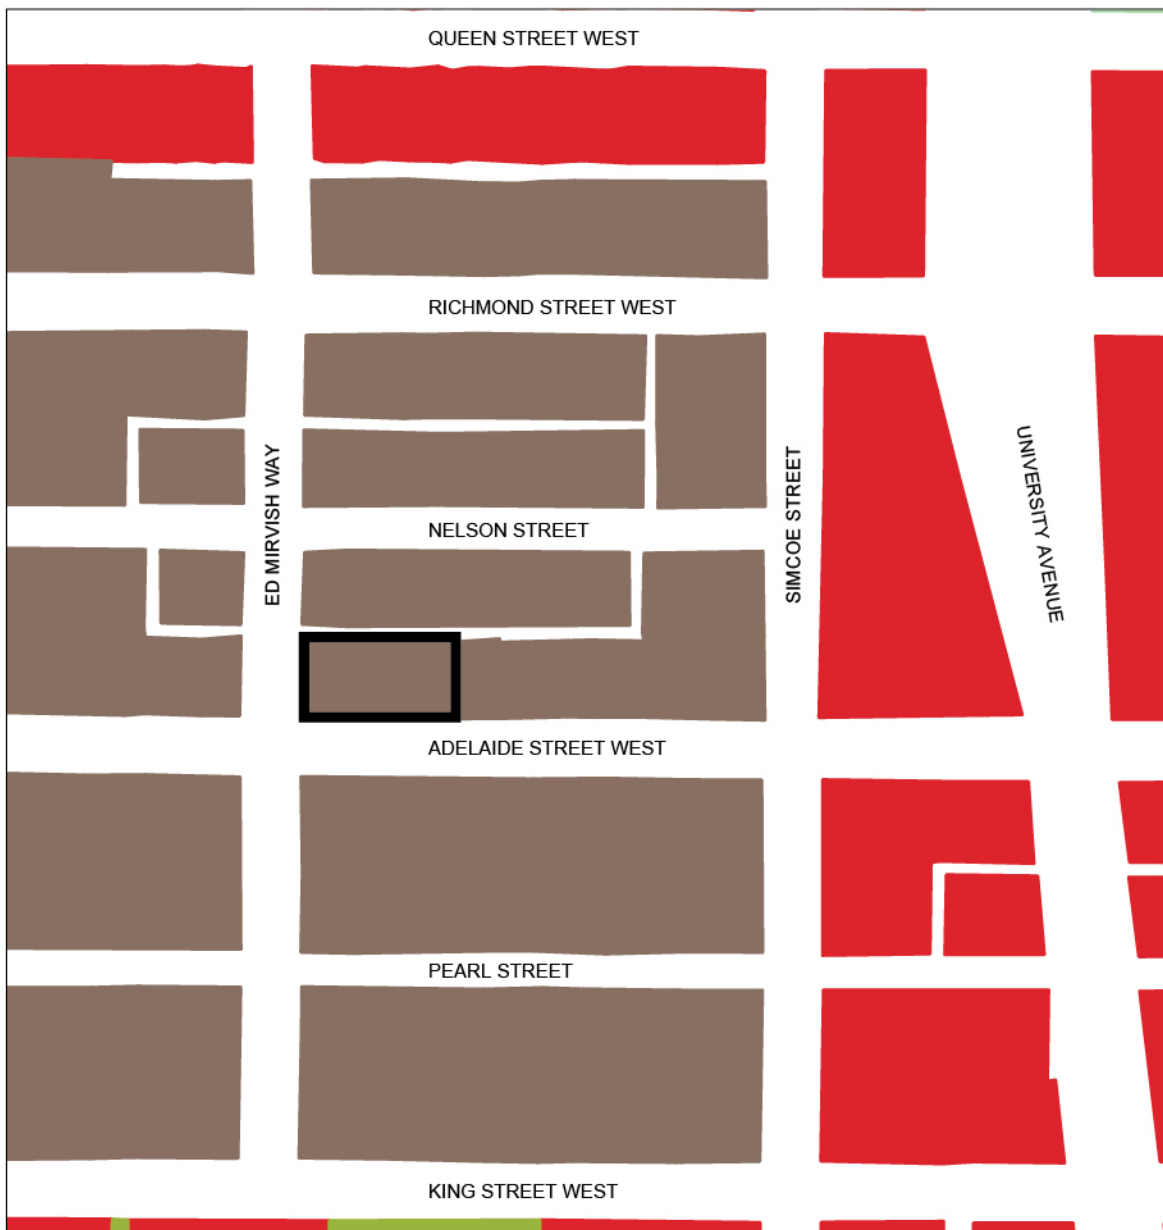 QUEEN STREET WEST
RICHMOND STREET WEST
ED MIRVISH WAY
SIMCOE STREET
UNIVERSITY AVENUE
NELSON STREET
ADELAIDE STREET WEST
PEARL STREET
KING STREET WEST